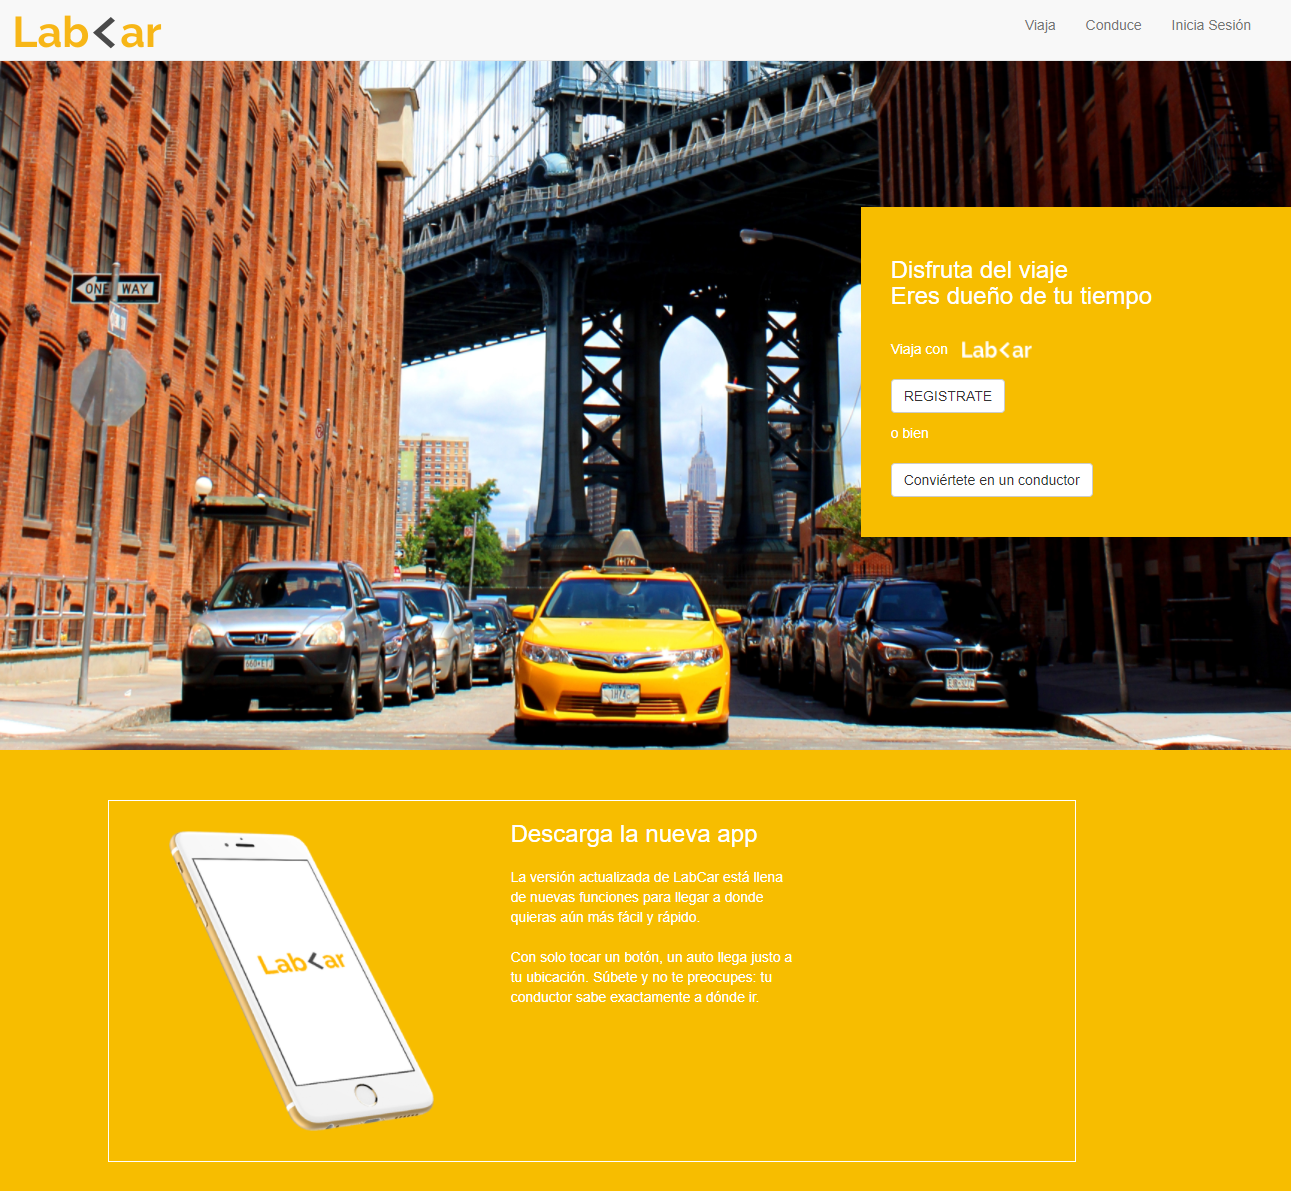 Lab<ar
Viaja
Conduce
Inicia Sesión
ONE WAY
1H74
Disfruta del viaje
Eres dueño de tu tiempo
Viaja con Lab<ar
REGISTRATE
o bien
Conviértete en un conductor
1H74
Descarga la nueva app
La versión actualizada de LabCar está llena
de nuevas funciones para llegar a donde
quieras aún más fácil y rápido.
Con solo tocar un botón, un auto llega justo a
tu ubicación. Súbete y no te preocupes: tu
conductor sabe exactamente a dónde ir.
Lab<ar